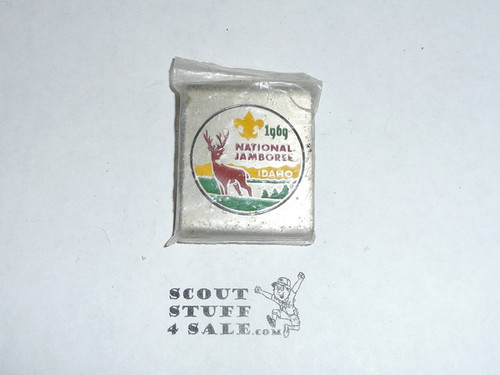 1969
NATIONAL
JAMBOREE
IDAHO
SCOUT
STUFF
4 SALE.COM